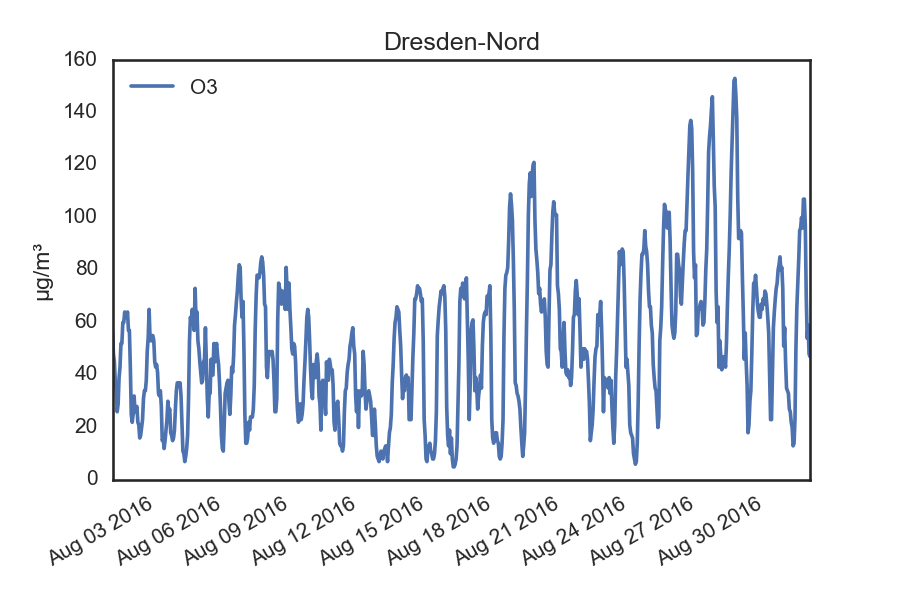 Dresden-Nord
160
140
120
100
80
60
40
20
0
µg/m³
O3
Aug 03 2016
Aug 06 2016
Aug 09 2016
Aug 12 2016
Aug 15 2016
Aug 18 2016
Aug 21 2016
Aug 24 2016
Aug 27 2016
Aug 30 2016